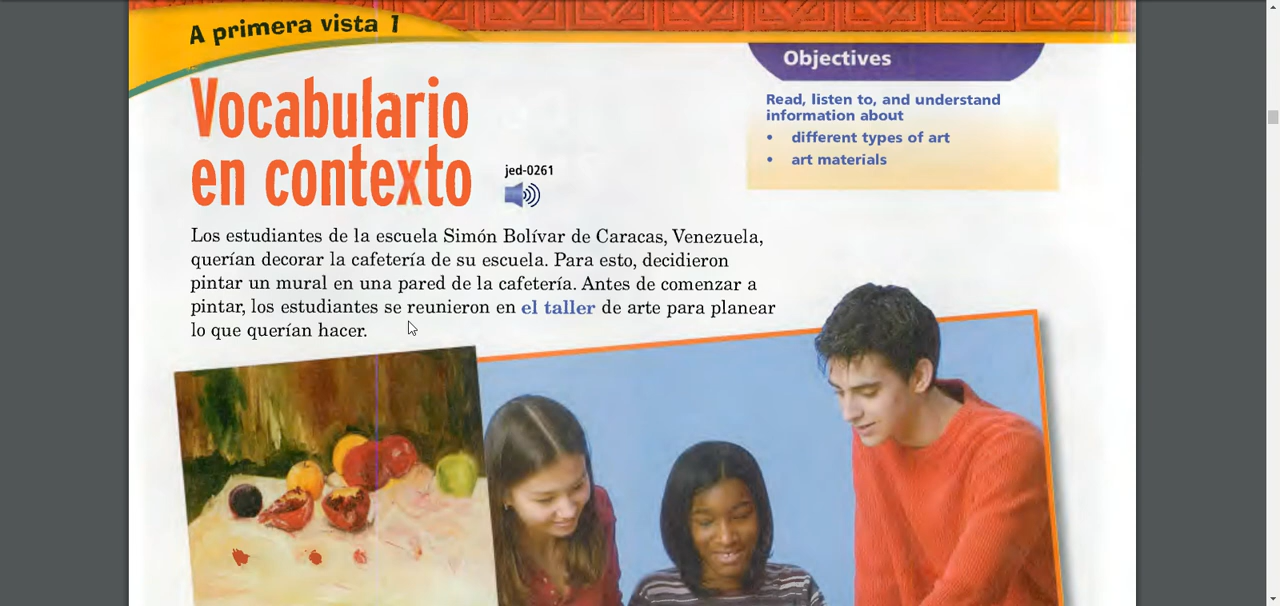 A primera vista 1
Objectives
Read, listen to, and understand
information about
• different types of art
• art materials
Vocabulario
en contexto
jed-0261
Los estudiantes de la escuela Simón Bolívar de Caracas, Venezuela,
querían decorar la cafetería de su escuela. Para esto, decidieron
pintar un mural en una pared de la cafetería. Antes de comenzar a
pintar, los estudiantes se reunieron en el taller de arte para planear
lo que querían hacer.